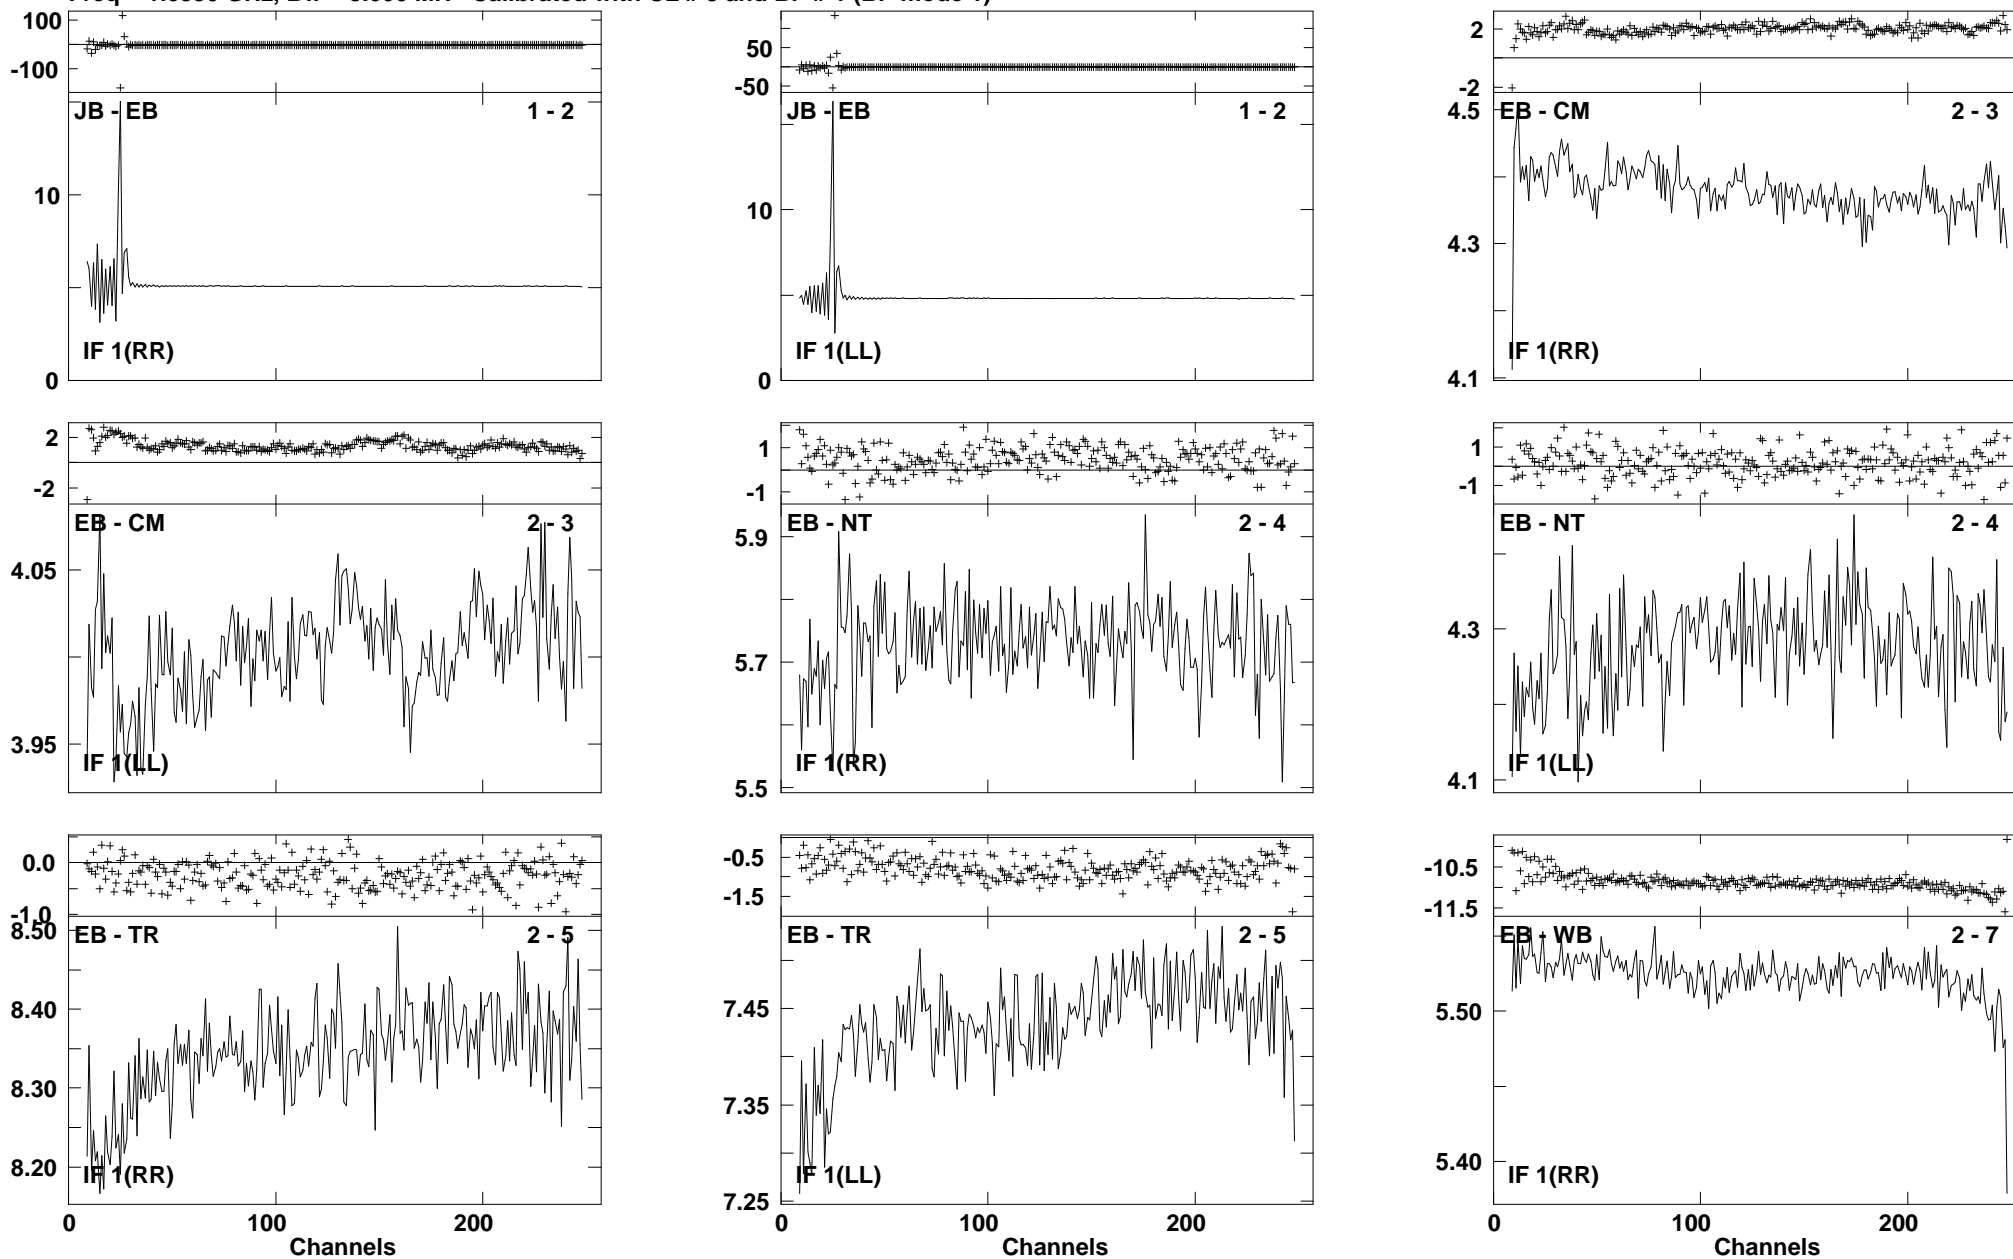 100
-100
JB - EB 1 - 2
10
0
IF 1(RR)
50
-50
JB - EB 1 - 2
10
0
IF 1(LL)
2
-2
EB - CM 2 - 3
4.5
4.3
4.1
IF 1(RR)
2
-2
EB - CM 2 - 3
4.05
3.95
IF 1(LL)
1
-1
EB - NT 2 - 4
5.9
5.7
5.5
IF 1(RR)
1
-1
EB - NT 2 - 4
4.3
4.1
IF 1(LL)
0.0
-1.0
8.50
EB - TR 2 - 5
8.40
8.30
8.20
IF 1(RR)
0 100 200
Channels
-0.5
-1.5
EB - TR 2 - 5
7.45
7.35
7.25
IF 1(LL)
0 100 200
Channels
-10.5
-11.5
EB - WB 2 - 7
5.50
5.40
IF 1(RR)
0 100 200
Channels